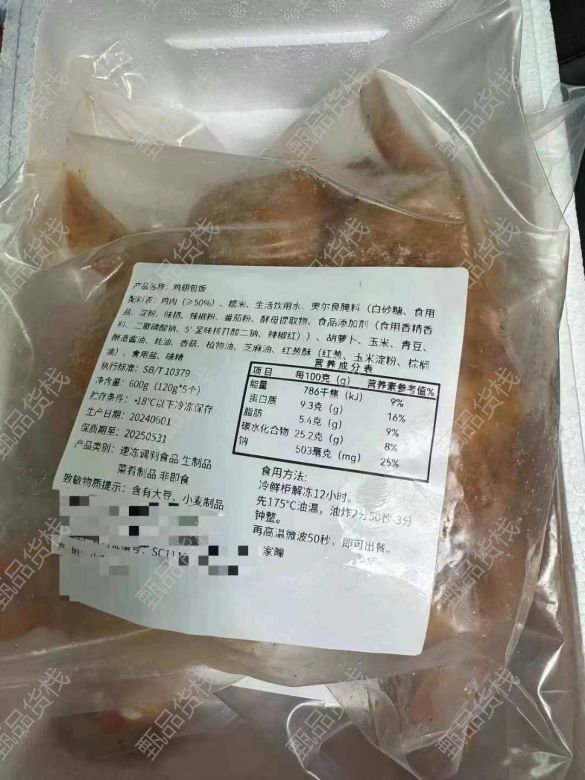 产品名称：鸡翅包饭
配料表：鸡肉（≥50%）、糯米、生活饮用水、奥尔良腌料（白砂糖、食用
盐、淀粉、味精、辣椒粉、番茄粉、酵母提取物、食品添加剂（食用香精香
料、二磷酸钠、5'-呈味核苷酸二钠、辣椒红））、胡萝卜、玉米、青豆、
酿造酱油、蚝油、香菇、植物油、芝麻油、红葱酥（红葱、玉米淀粉、棕榈
油）、食用盐、味精
执行标准：SB/T 10379
净含量：600g（120g*5个）
贮存条件：-18℃以下冷冻保存
生产日期：20240601
保质期至：20250531
产品类别：速冻调制食品 生制品
菜肴制品 非即食
致敏物质提示：含有大豆、小麦制品
SC11
产地：山
家疃
营养成分表
项目 每100克（g） 营养素参考值%
能量 786千焦（kJ） 9%
蛋白质 9.3克（g） 16%
脂肪 5.4克（g） 9%
碳水化合物 25.2克（g） 8%
钠 503毫克（mg） 25%
食用方法：
冷鲜柜解冻12小时。
先175℃油温，油炸2分50秒-3分
钟整。
再高温微波50秒，即可出餐。
甄品货栈